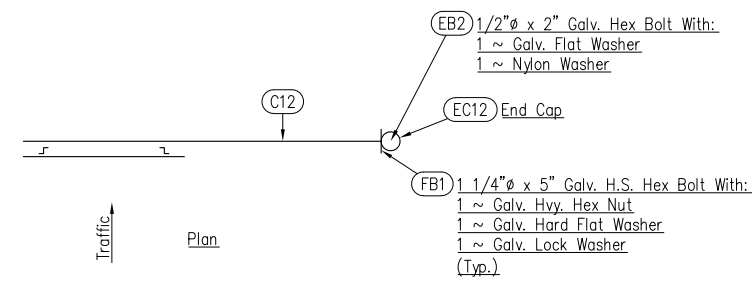 EB2 1/2"ø x 2" Galv. Hex Bolt With:
1 ~ Galv. Flat Washer
1 ~ Nylon Washer
C12
EC12 End Cap
FB1 1 1/4"ø x 5" Galv. H.S. Hex Bolt With:
1 ~ Galv. Hvy. Hex Nut
1 ~ Galv. Hard Flat Washer
1 ~ Galv. Lock Washer
(Typ.)
Traffic
Plan